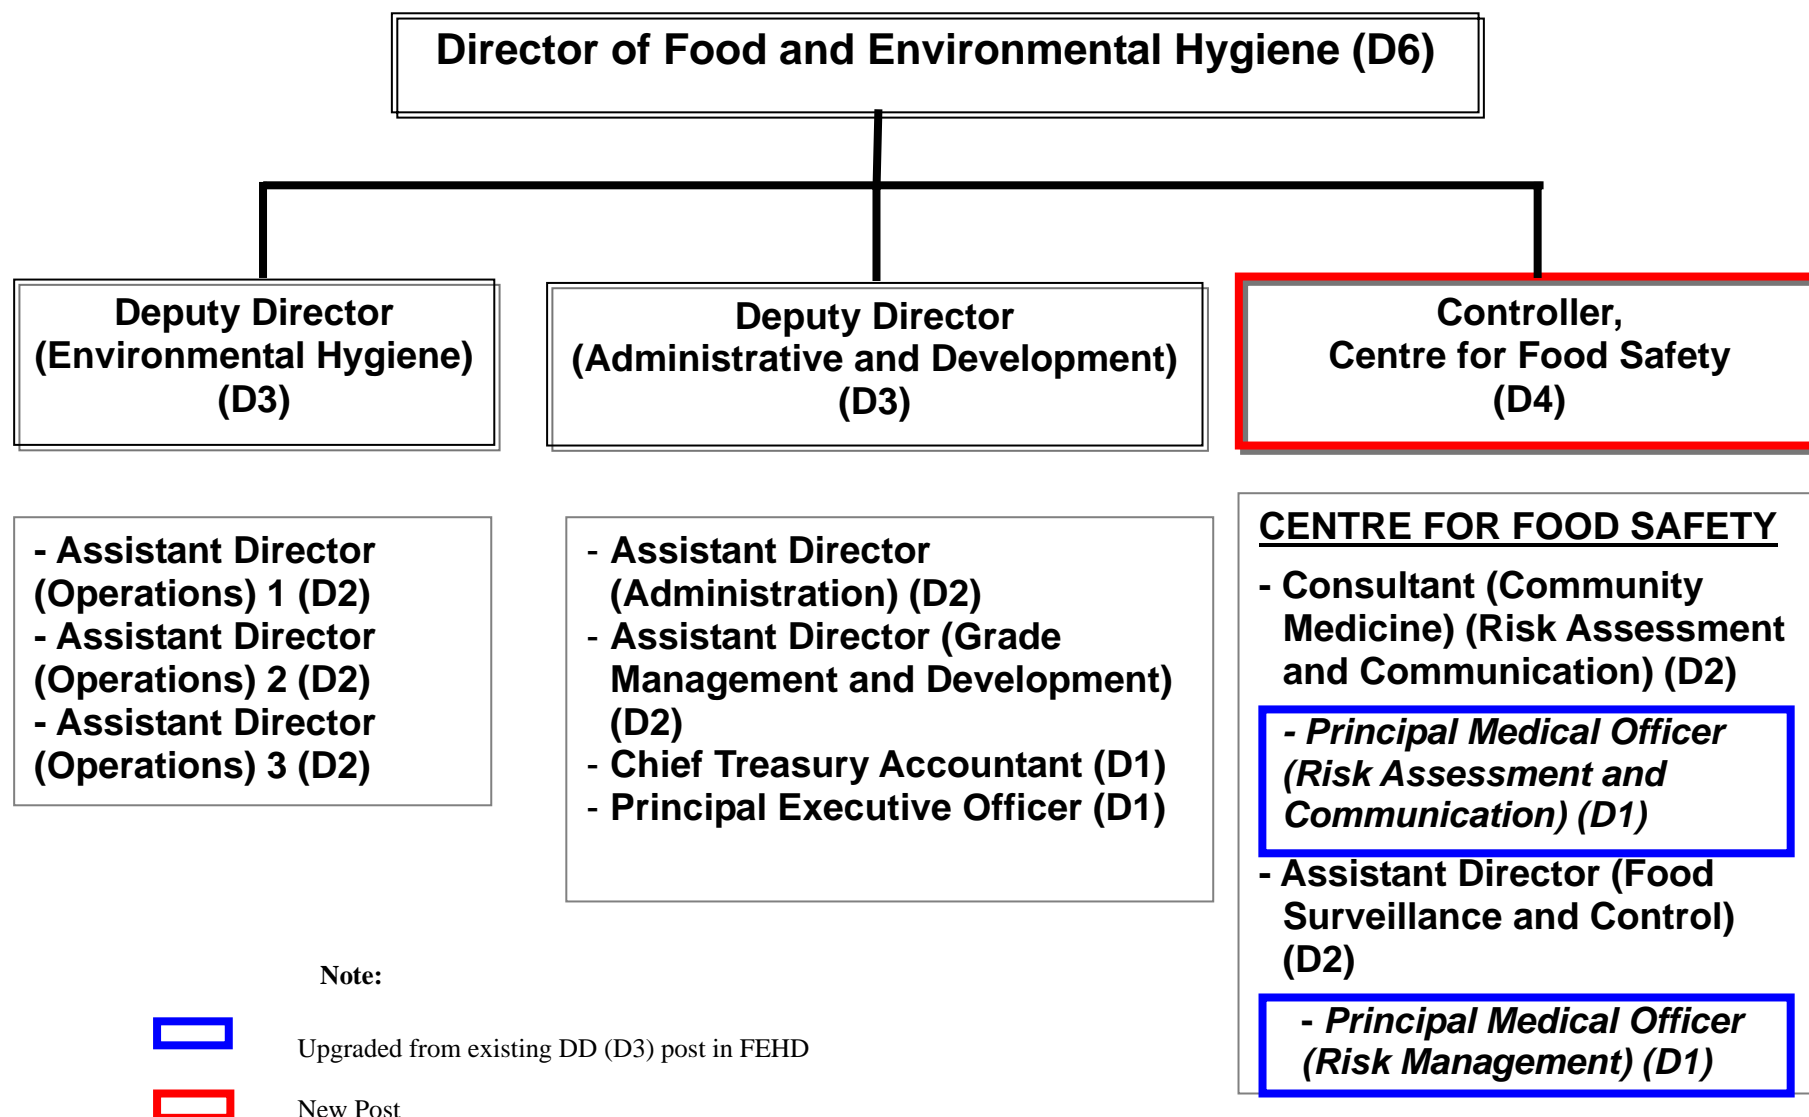 Director of Food and Environmental Hygiene (D6)
Deputy Director
(Environmental Hygiene)
(D3)
Deputy Director
(Administrative and Development)
(D3)
Controller,
Centre for Food Safety
(D4)
- Assistant Director
(Operations) 1 (D2)
- Assistant Director
(Operations) 2 (D2)
- Assistant Director
(Operations) 3 (D2)
- Assistant Director
(Administration) (D2)
- Assistant Director (Grade
Management and Development)
(D2)
- Chief Treasury Accountant (D1)
- Principal Executive Officer (D1)
CENTRE FOR FOOD SAFETY
- Consultant (Community
Medicine) (Risk Assessment
and Communication) (D2)
- Principal Medical Officer
(Risk Assessment and
Communication) (D1)
- Assistant Director (Food
Surveillance and Control)
(D2)
- Principal Medical Officer
(Risk Management) (D1)
Note:
Upgraded from existing DD (D3) post in FEHD
New Post